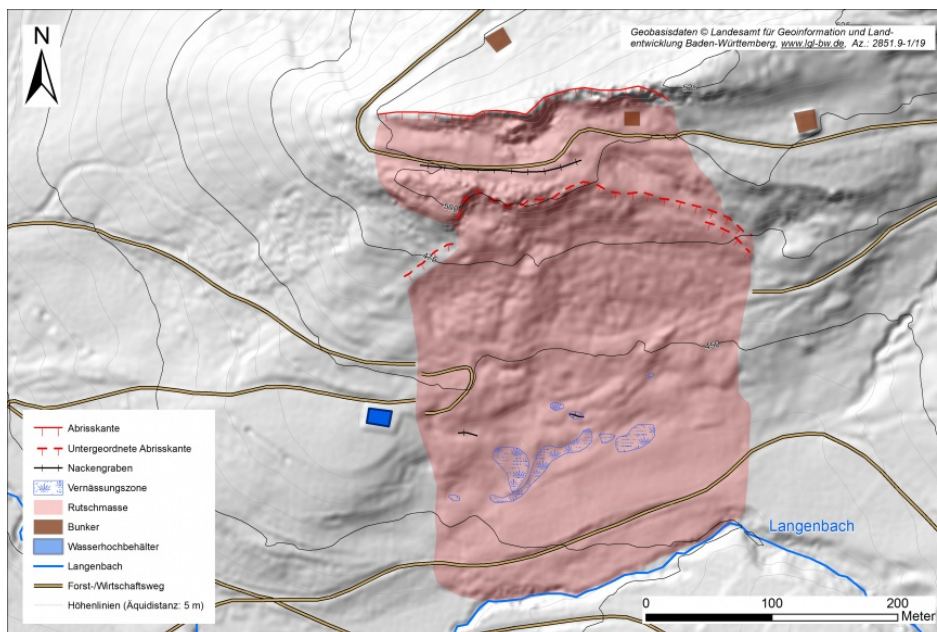 N
Geobasisdaten © Landesamt für Geoinformation und Land-
entwicklung Baden-Württemberg, www.lgl-bw.de, Az.: 2851.9-1/19
500
450
Langenbach
Abrisskante
Untergeordnete Abrisskante
Nackengraben
Vernässungszone
Rutschmasse
Bunker
Wasserhochbehälter
Langenbach
Forst-/Wirtschaftsweg
Höhenlinien (Äquidistanz: 5 m)
0 100 200
Meter